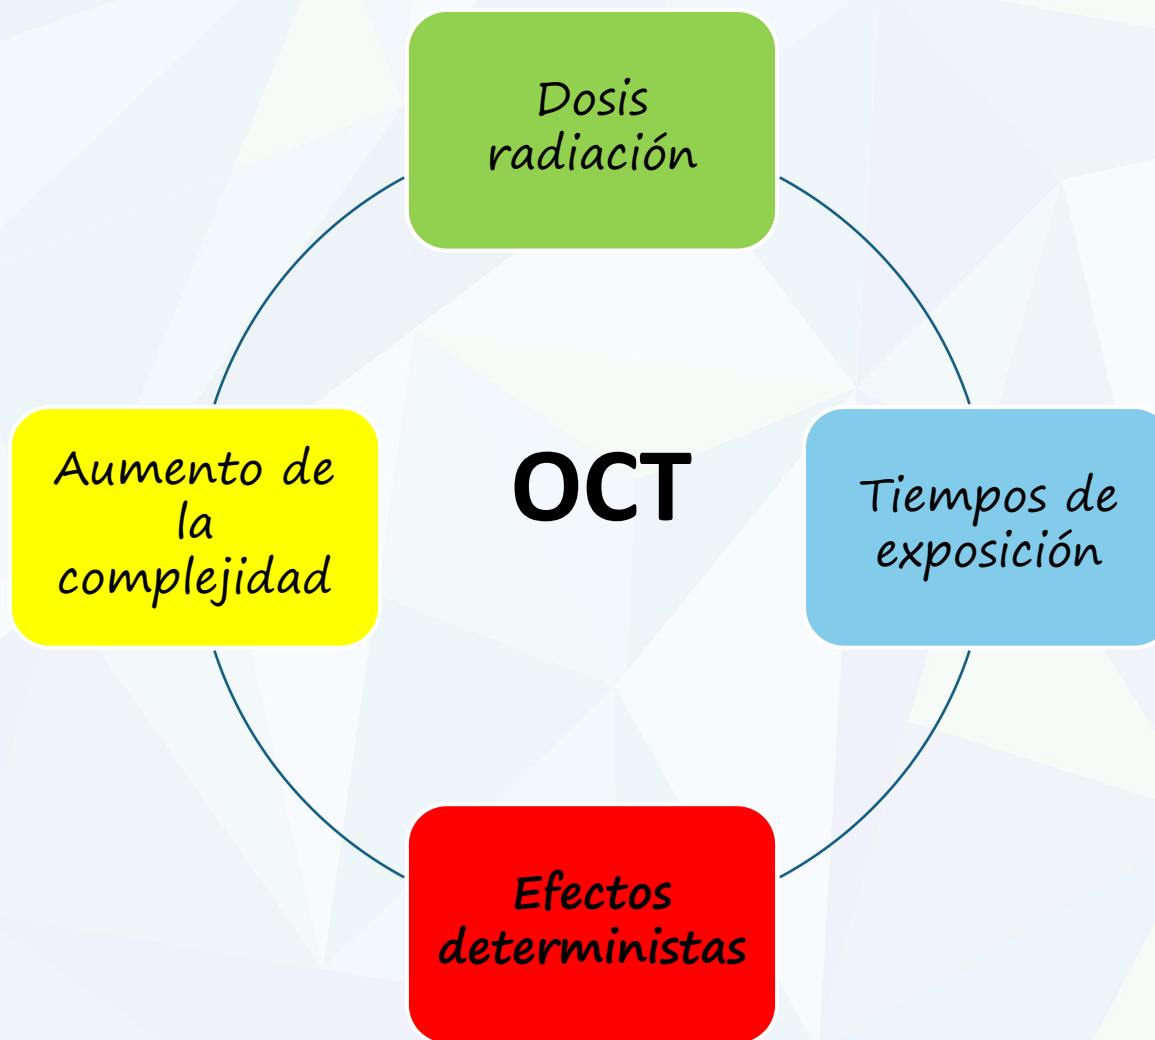 Dosis
radiación
Aumento de
la
complejidad
OCT
Tiempos de
exposición
Efectos
deterministas